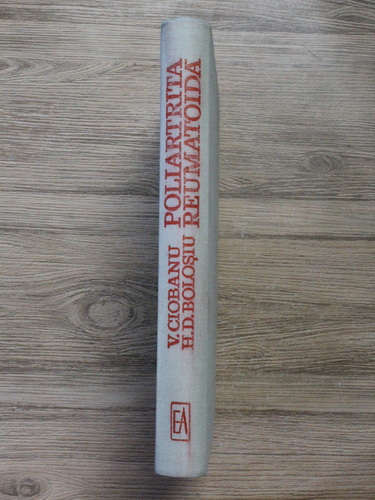 V. CIOBANU
H. D. BOLOȘIU
POLIARTRITA
REUMATOIDĂ
EA